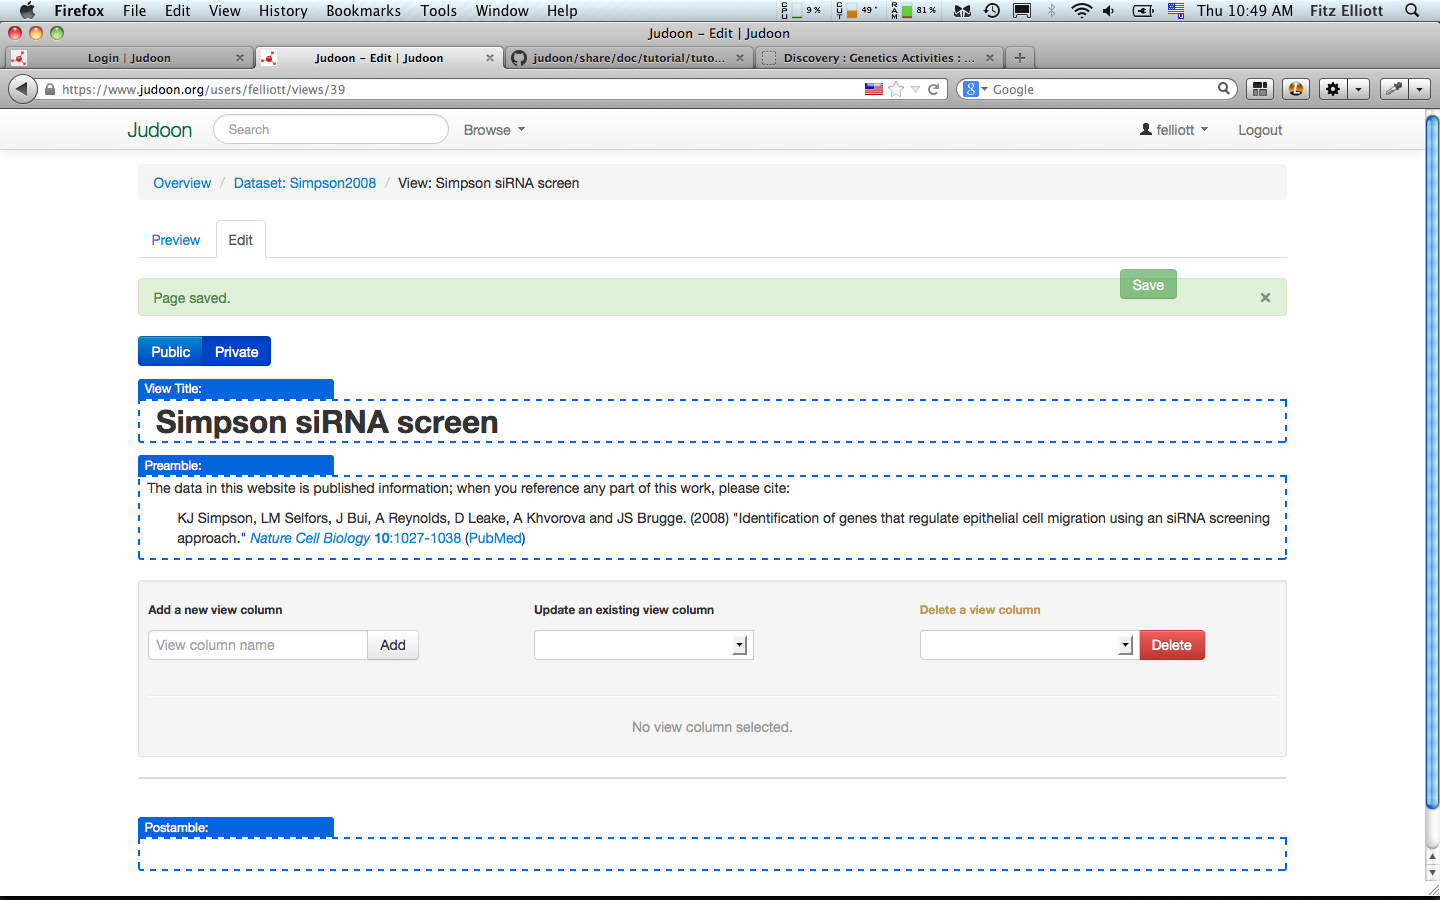 Firefox File Edit View History Bookmarks Tools Window Help CPU 9% CUT 49° RAM 81% Thu 10:49 AM Fitz Elliott
Judoon – Edit | Judoon
Login | Judoon Judoon – Edit | Judoon judoon/share/doc/tutorial/tuto... Discovery : Genetics Activities : ...
https://www.judoon.org/users/felliott/views/39 Google
Judoon Search Browse felliott Logout
Overview / Dataset: Simpson2008 / View: Simpson siRNA screen
Preview Edit
Save
Page saved. ×
Public Private
View Title:
Simpson siRNA screen
Preamble:
The data in this website is published information; when you reference any part of this work, please cite:
KJ Simpson, LM Selfors, J Bui, A Reynolds, D Leake, A Khvorova and JS Brugge. (2008) "Identification of genes that regulate epithelial cell migration using an siRNA screening
approach." Nature Cell Biology 10:1027-1038 (PubMed)
Add a new view column Update an existing view column Delete a view column
View column name Add Delete
No view column selected.
Postamble: